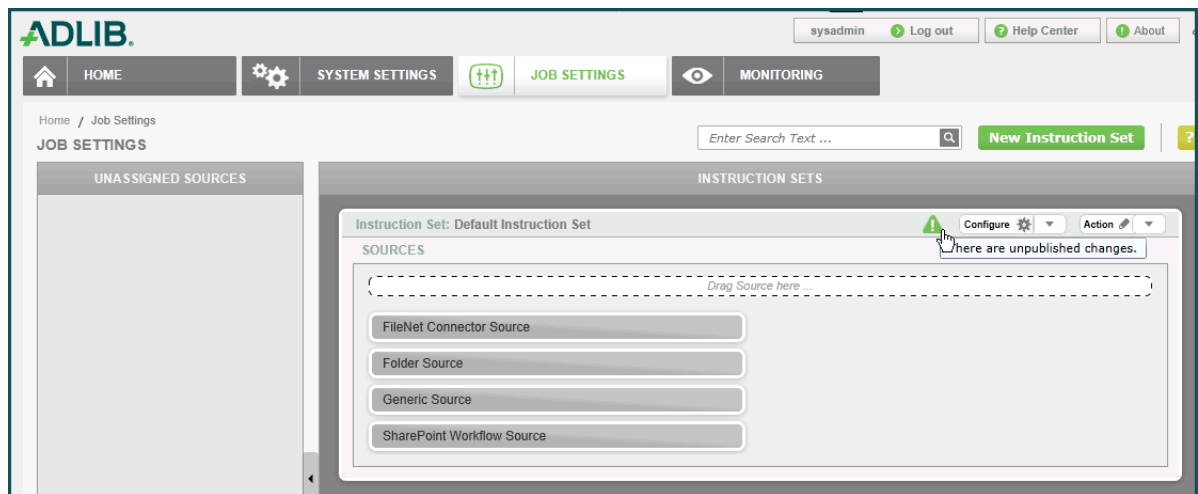 ADLIB.
sysadmin Log out Help Center About
HOME SYSTEM SETTINGS JOB SETTINGS MONITORING
Home / Job Settings
JOB SETTINGS
Enter Search Text ... New Instruction Set ?
UNASSIGNED SOURCES INSTRUCTION SETS
Instruction Set: Default Instruction Set Configure Action
here are unpublished changes.
SOURCES
Drag Source here ...
FileNet Connector Source
Folder Source
Generic Source
SharePoint Workflow Source